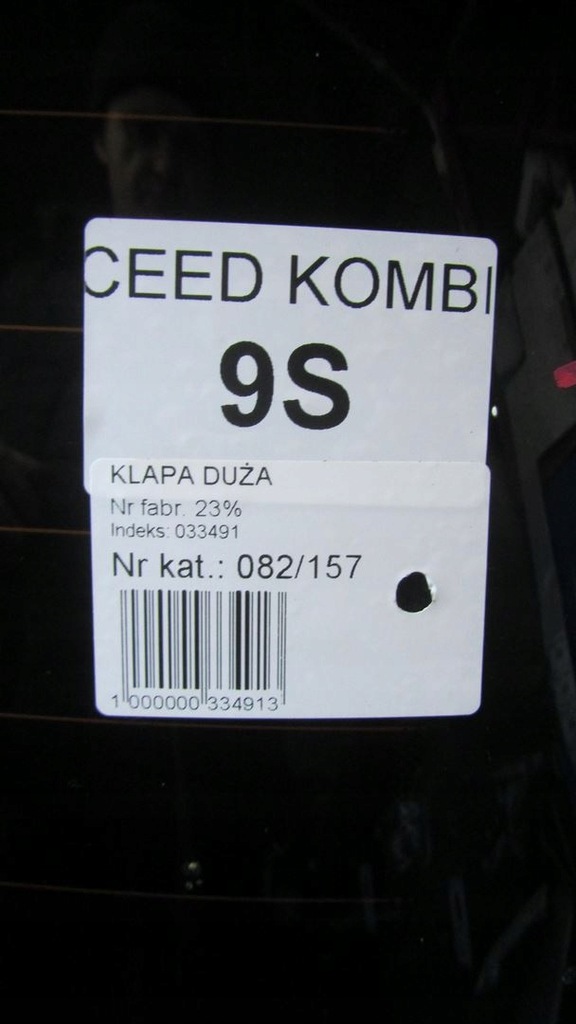 CEED KOMBI
9S
KLAPA DUŻA
Nr fabr. 23%
Indeks: 033491
Nr kat.: 082/157
1 000000 334913